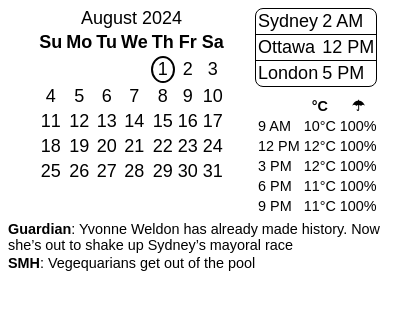 August 2024
Su Mo Tu We Th Fr Sa
1 2 3
4 5 6 7 8 9 10
11 12 13 14 15 16 17
18 19 20 21 22 23 24
25 26 27 28 29 30 31
Sydney 2 AM
Ottawa 12 PM
London 5 PM
°C ☂
9 AM 10°C 100%
12 PM 12°C 100%
3 PM 12°C 100%
6 PM 11°C 100%
9 PM 11°C 100%
Guardian: Yvonne Weldon has already made history. Now
she’s out to shake up Sydney’s mayoral race
SMH: Vegequarians get out of the pool